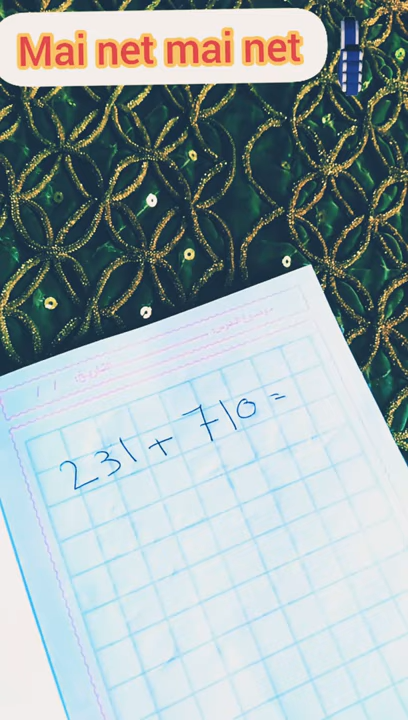 Mai net mai net
231 + 710 =